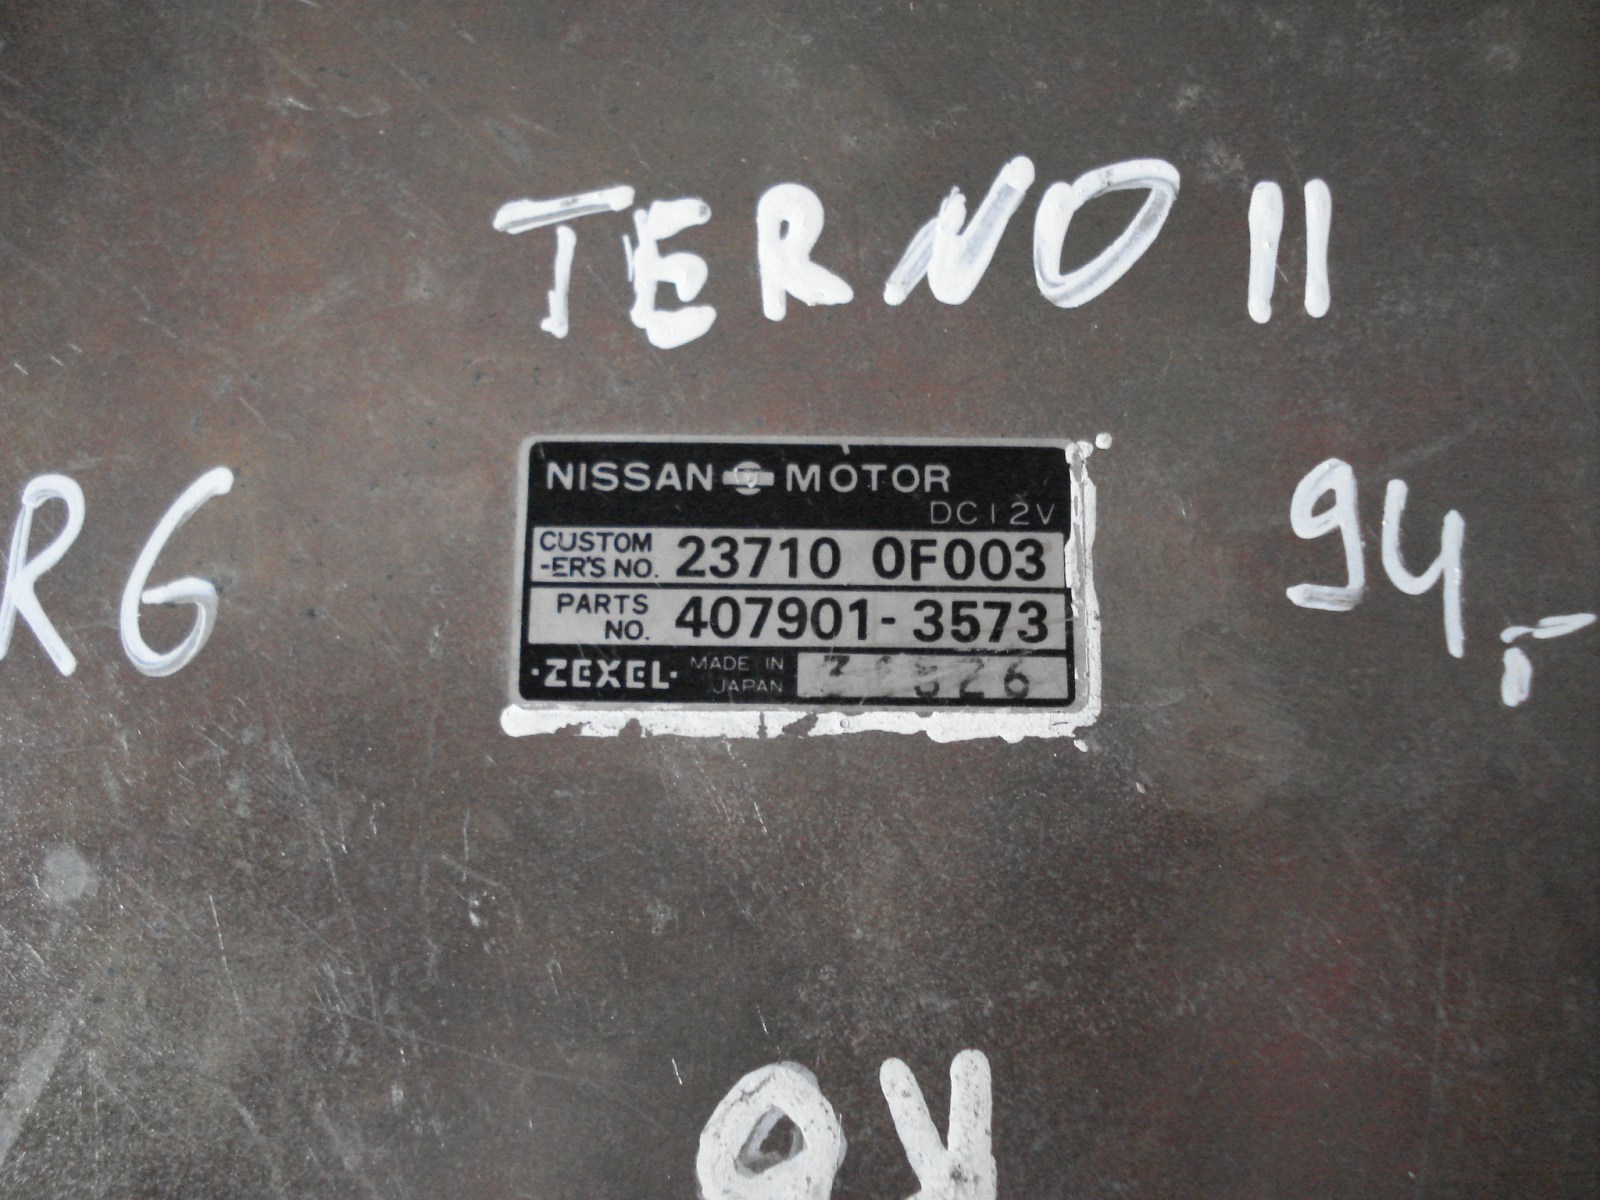 TERNO II
RG
94,-
NISSAN MOTOR
DC12V
CUSTOM
-ER'S NO. 23710 0F003
PARTS
NO. 407901-3573
·ZEXEL· MADE IN
JAPAN
OK